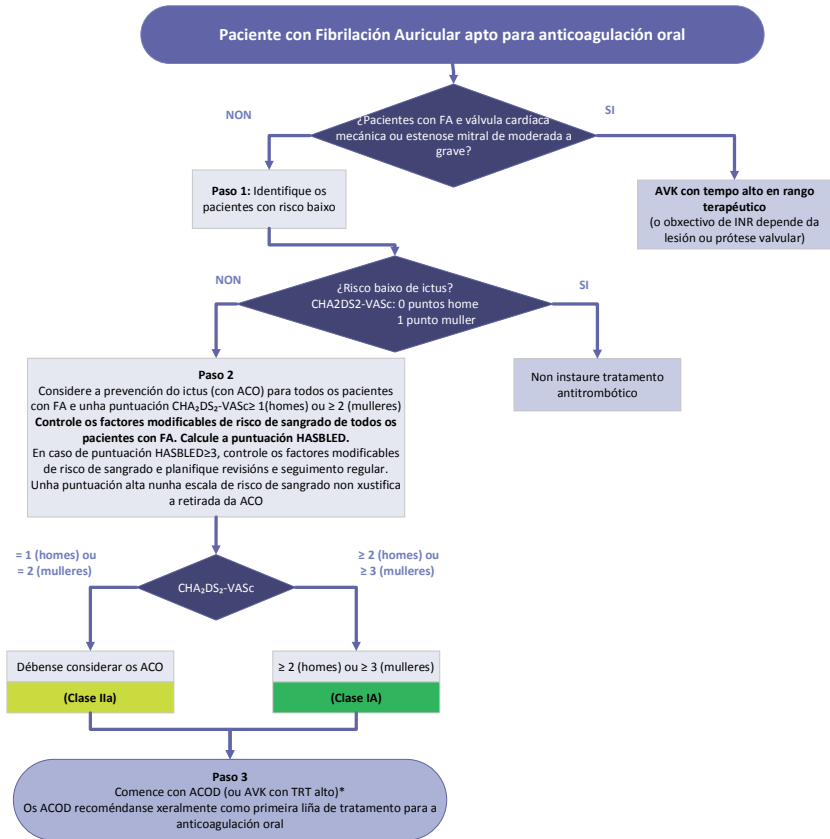 Paciente con Fibrilación Auricular apto para anticoagulación oral
NON
SI
¿Pacientes con FA e válvula cardíaca
mecánica ou estenose mitral de moderada a
grave?
Paso 1: Identifique os
pacientes con risco baixo
AVK con tempo alto en rango
terapéutico
(o obxectivo de INR depende da
lesión ou prótese valvular)
NON
SI
¿Risco baixo de ictus?
CHA2DS2-VASc: 0 puntos home
1 punto muller
Paso 2
Considere a prevención do ictus (con ACO) para todos os pacientes
con FA e unha puntuación CHA₂DS₂-VASc≥ 1(homes) ou ≥ 2 (mulleres)
Controle os factores modificables de risco de sangrado de todos os
pacientes con FA. Calcule a puntuación HASBLED.
En caso de puntuación HASBLED≥3, controle os factores modificables
de risco de sangrado e planifique revisións e seguimento regular.
Unha puntuación alta nunha escala de risco de sangrado non xustifica
a retirada da ACO
Non instaure tratamento
antitrombótico
= 1 (homes) ou
= 2 (mulleres)
≥ 2 (homes) ou
≥ 3 (mulleres)
CHA₂DS₂-VASc
Débense considerar os ACO
(Clase IIa)
≥ 2 (homes) ou ≥ 3 (mulleres)
(Clase IA)
Paso 3
Comence con ACOD (ou AVK con TRT alto)*
Os ACOD recoméndanse xeralmente como primeira liña de tratamento para a
anticoagulación oral